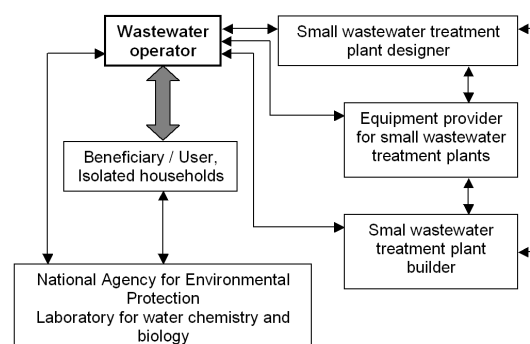 Wastewater
operator
Small wastewater treatment
plant designer
Equipment provider
for small wastewater
treatment plants
Beneficiary / User,
Isolated households
Smal wastewater
treatment plant
builder
National Agency for Environmental
Protection
Laboratory for water chemistry and
biology